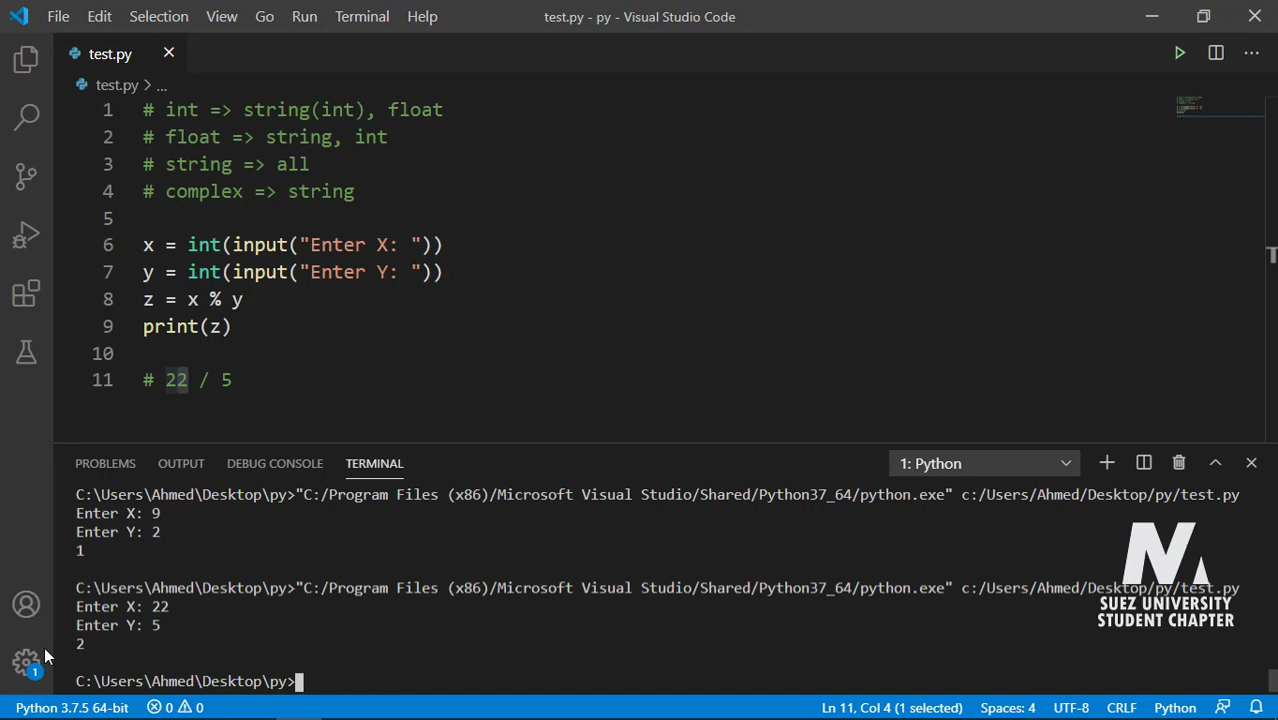 File Edit Selection View Go Run Terminal Help test.py - py - Visual Studio Code
test.py
test.py > ...
1 # int => string(int), float
2 # float => string, int
3 # string => all
4 # complex => string
5
6 x = int(input("Enter X: "))
7 y = int(input("Enter Y: "))
8 z = x % y
9 print(z)
10
11 # 22 / 5
PROBLEMS OUTPUT DEBUG CONSOLE TERMINAL 1: Python
C:\Users\Ahmed\Desktop\py>"C:/Program Files (x86)/Microsoft Visual Studio/Shared/Python37_64/python.exe" c:/Users/Ahmed/Desktop/py/test.py
Enter X: 9
Enter Y: 2
1
C:\Users\Ahmed\Desktop\py>"C:/Program Files (x86)/Microsoft Visual Studio/Shared/Python37_64/python.exe" c:/Users/Ahmed/Desktop/py/test.py
Enter X: 22
Enter Y: 5
2
C:\Users\Ahmed\Desktop\py>
SUEZ UNIVERSITY
STUDENT CHAPTER
1
Python 3.7.5 64-bit 0 0 Ln 11, Col 4 (1 selected) Spaces: 4 UTF-8 CRLF Python